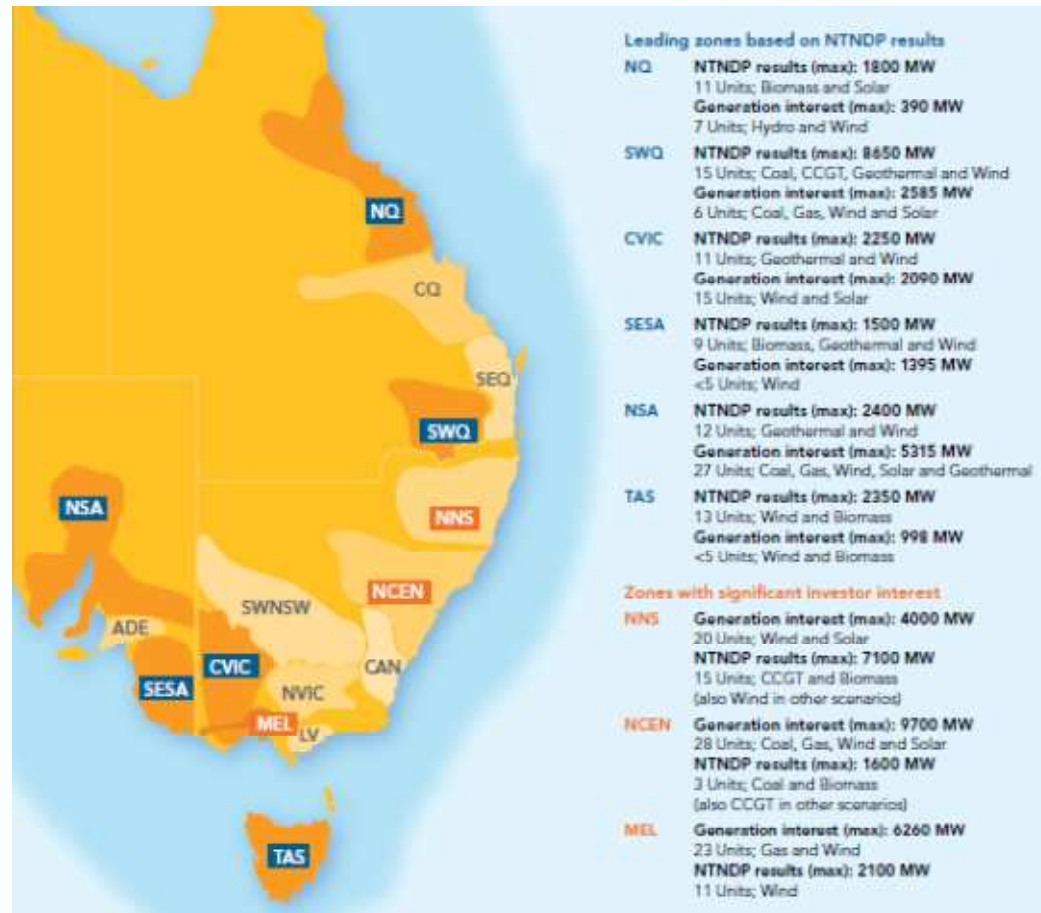 NQ
CQ
SEQ
SWQ
NSA
NNS
NCEN
SWNSW
ADE
CVIC
CAN
SESA
NVIC
MEL
LV
TAS
Leading zones based on NTNDP results
NQ NTNDP results (max): 1800 MW
11 Units; Biomass and Solar
Generation interest (max): 390 MW
7 Units; Hydro and Wind
SWQ NTNDP results (max): 8650 MW
15 Units; Coal, CCGT, Geothermal and Wind
Generation interest (max): 2585 MW
6 Units; Coal, Gas, Wind and Solar
CVIC NTNDP results (max): 2250 MW
11 Units; Geothermal and Wind
Generation interest (max): 2090 MW
15 Units; Wind and Solar
SESA NTNDP results (max): 1500 MW
9 Units; Biomass, Geothermal and Wind
Generation interest (max): 1395 MW
<5 Units; Wind
NSA NTNDP results (max): 2400 MW
12 Units; Geothermal and Wind
Generation interest (max): 5315 MW
27 Units; Coal, Gas, Wind, Solar and Geothermal
TAS NTNDP results (max): 2350 MW
13 Units; Wind and Biomass
Generation interest (max): 998 MW
<5 Units; Wind and Biomass
Zones with significant investor interest
NNS Generation interest (max): 4000 MW
20 Units; Wind and Solar
NTNDP results (max): 7100 MW
15 Units; CCGT and Biomass
(also Wind in other scenarios)
NCEN Generation interest (max): 9700 MW
28 Units; Coal, Gas, Wind and Solar
NTNDP results (max): 1600 MW
3 Units; Coal and Biomass
(also CCGT in other scenarios)
MEL Generation interest (max): 6260 MW
23 Units; Gas and Wind
NTNDP results (max): 2100 MW
11 Units; Wind